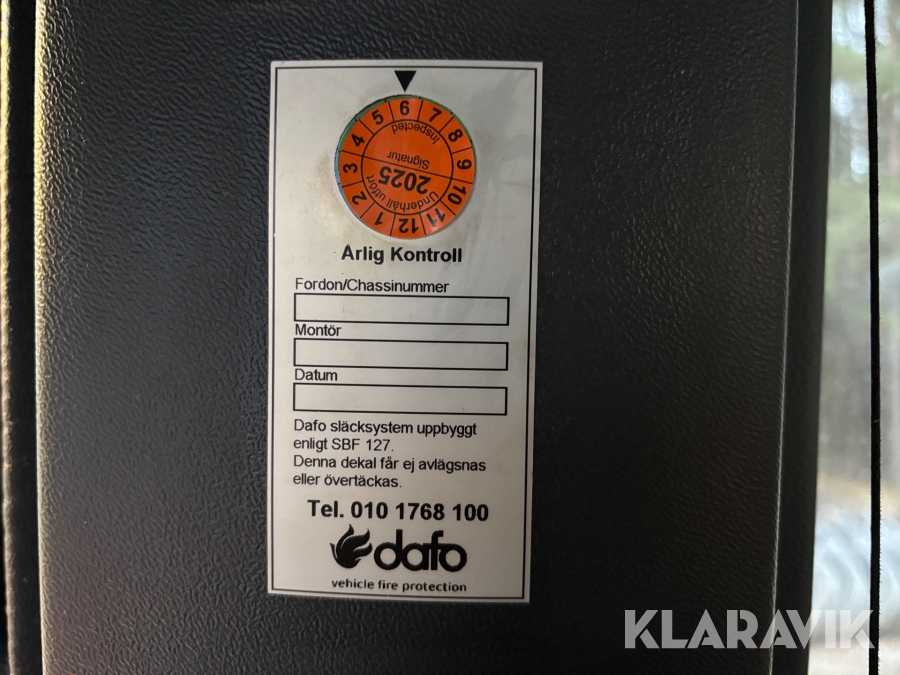 1 2 3 4 5 6 7 8 9 10 11 12
Inspected
Signatur
2025
Underhåll utfört
Årlig Kontroll
Fordon/Chassinummer
Montör
Datum
Dafo släcksystem uppbyggt
enligt SBF 127.
Denna dekal får ej avlägsnas
eller övertäckas.
Tel. 010 1768 100
dafo
vehicle fire protection
KLARAVIK